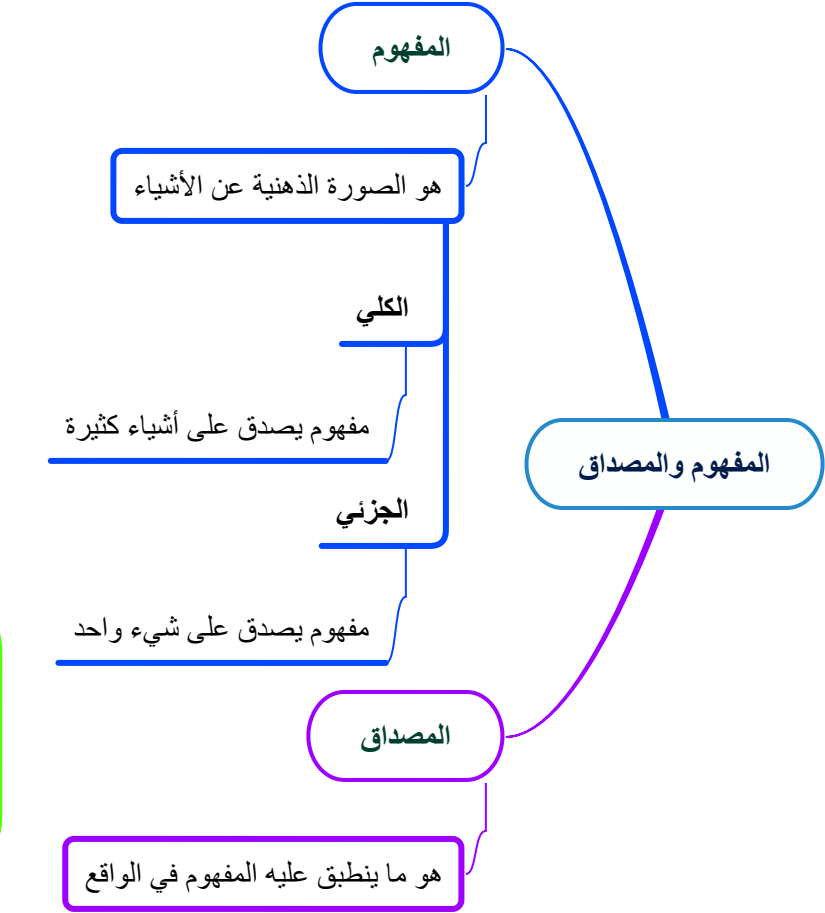 المفهوم
هو الصورة الذهنية عن الأشياء
الكلي
مفهوم يصدق على أشياء كثيرة
المفهوم والمصداق
الجزئي
مفهوم يصدق على شيء واحد
المصداق
هو ما ينطبق عليه المفهوم في الواقع